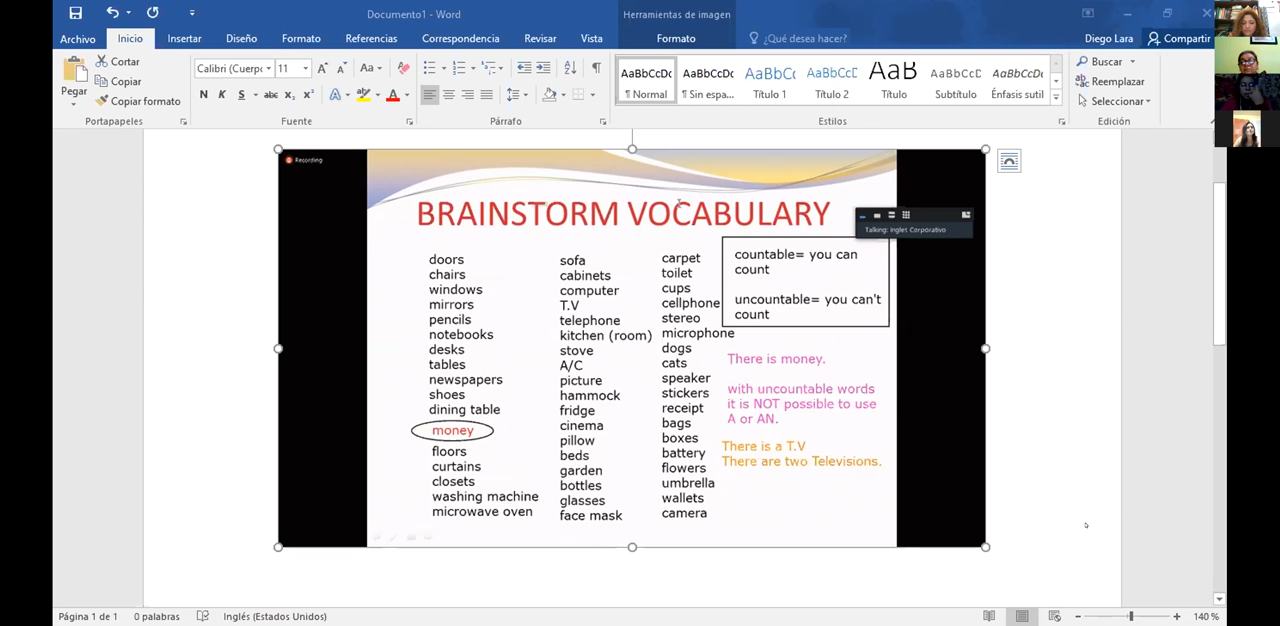 Documento1 - Word
Herramientas de imagen
Archivo
Inicio
Insertar
Diseño
Formato
Referencias
Correspondencia
Revisar
Vista
Formato
¿Qué desea hacer?
Diego Lara
Compartir
Pegar
Cortar
Copiar
Copiar formato
Portapapeles
Calibri (Cuerpo
11
Aa
N K S abc x₂ x²
Fuente
Párrafo
AaBbCcDc
¶ Normal
AaBbCcDc
¶ Sin espa...
AaBbCc
Título 1
AaBbCcD
Título 2
AaB
Título
AaBbCcD
Subtítulo
AaBbCcDc
Énfasis sutil
Estilos
Buscar
Reemplazar
Seleccionar
Edición
Recording
BRAINSTORM VOCABULARY
Talking: Inglet Corporativo
doors
chairs
windows
mirrors
pencils
notebooks
desks
tables
newspapers
shoes
dining table
money
floors
curtains
closets
washing machine
microwave oven
sofa
cabinets
computer
T.V
telephone
kitchen (room)
stove
A/C
picture
hammock
fridge
cinema
pillow
beds
garden
bottles
glasses
face mask
carpet
toilet
cups
cellphone
stereo
microphone
dogs
cats
speaker
stickers
receipt
bags
boxes
battery
flowers
umbrella
wallets
camera
countable= you can
count
uncountable= you can't
count
There is money.
with uncountable words
it is NOT possible to use
A or AN.
There is a T.V
There are two Televisions.
Página 1 de 1
0 palabras
Inglés (Estados Unidos)
140 %